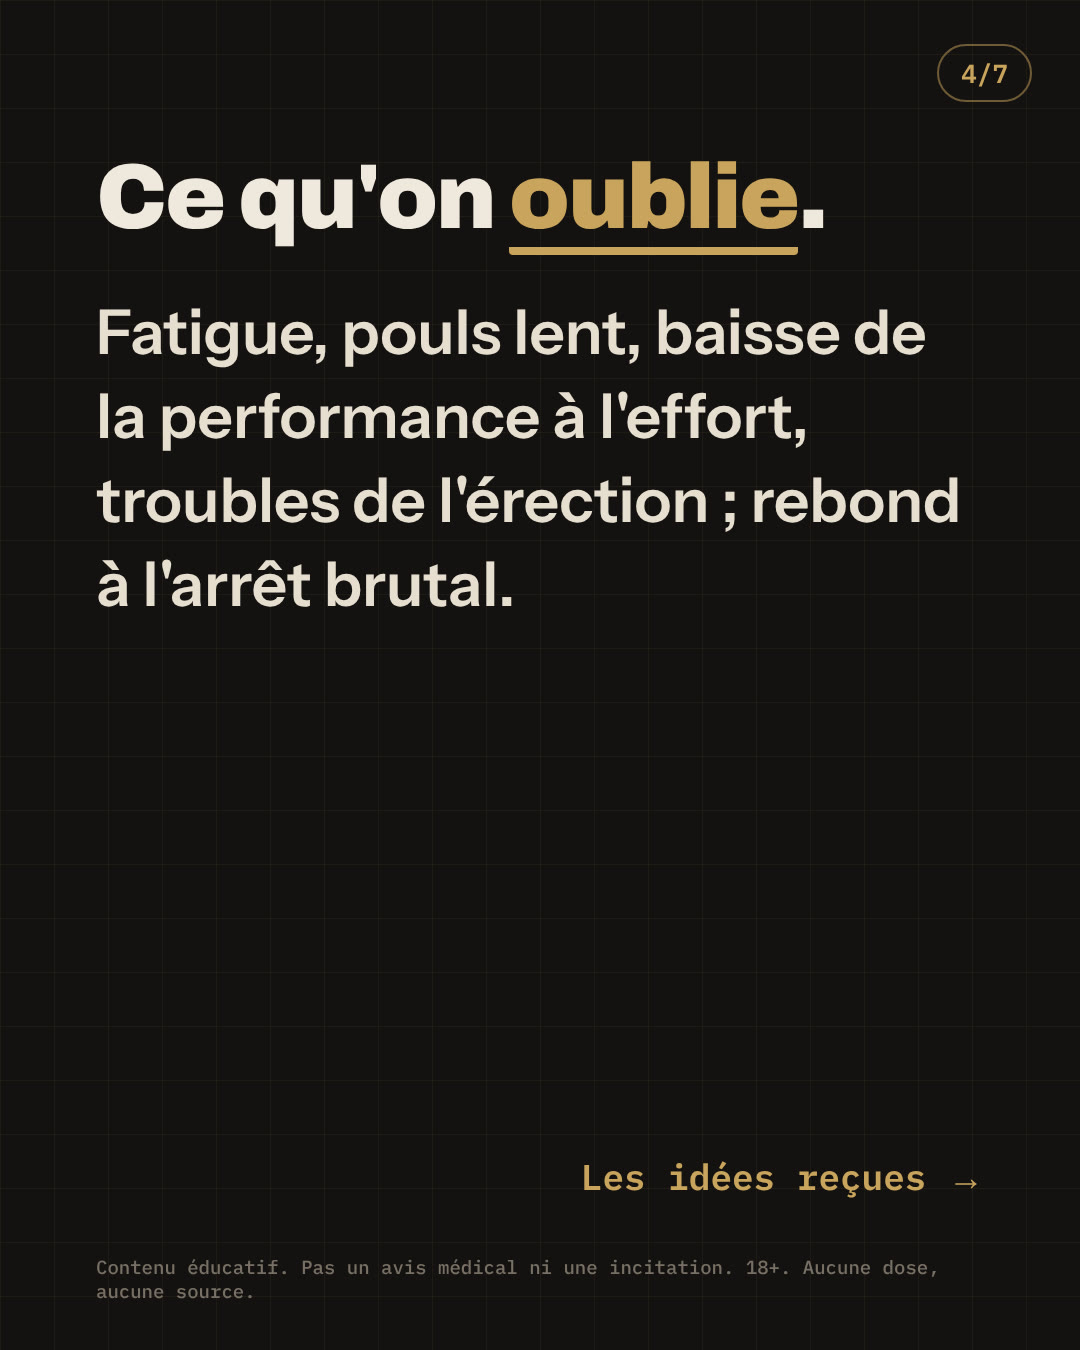 4/7
Ce qu'on oublie.
Fatigue, pouls lent, baisse de
la performance à l'effort,
troubles de l'érection ; rebond
à l'arrêt brutal.
Les idées reçues →
Contenu éducatif. Pas un avis médical ni une incitation. 18+. Aucune dose,
aucune source.